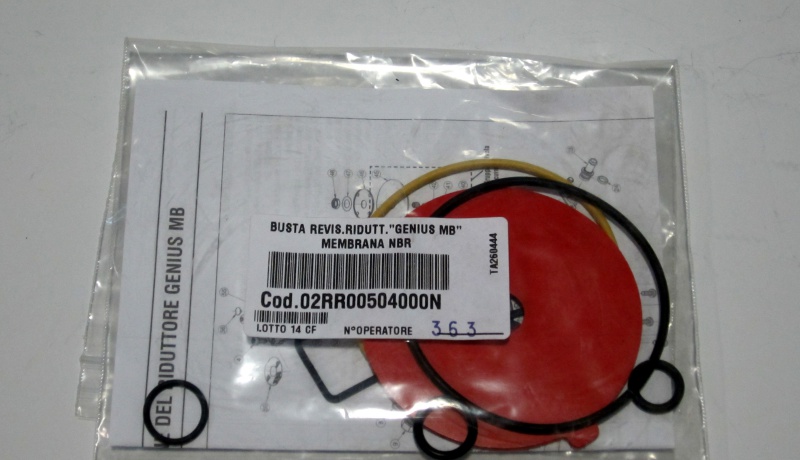 BUSTA REVIS.RIDUTT."GENIUS MB"
MEMBRANA NBR
TA260444
Cod.02RR00504000N
LOTTO 14 CF
N°OPERATORE 363
DEL RIDUTTORE GENIUS MB